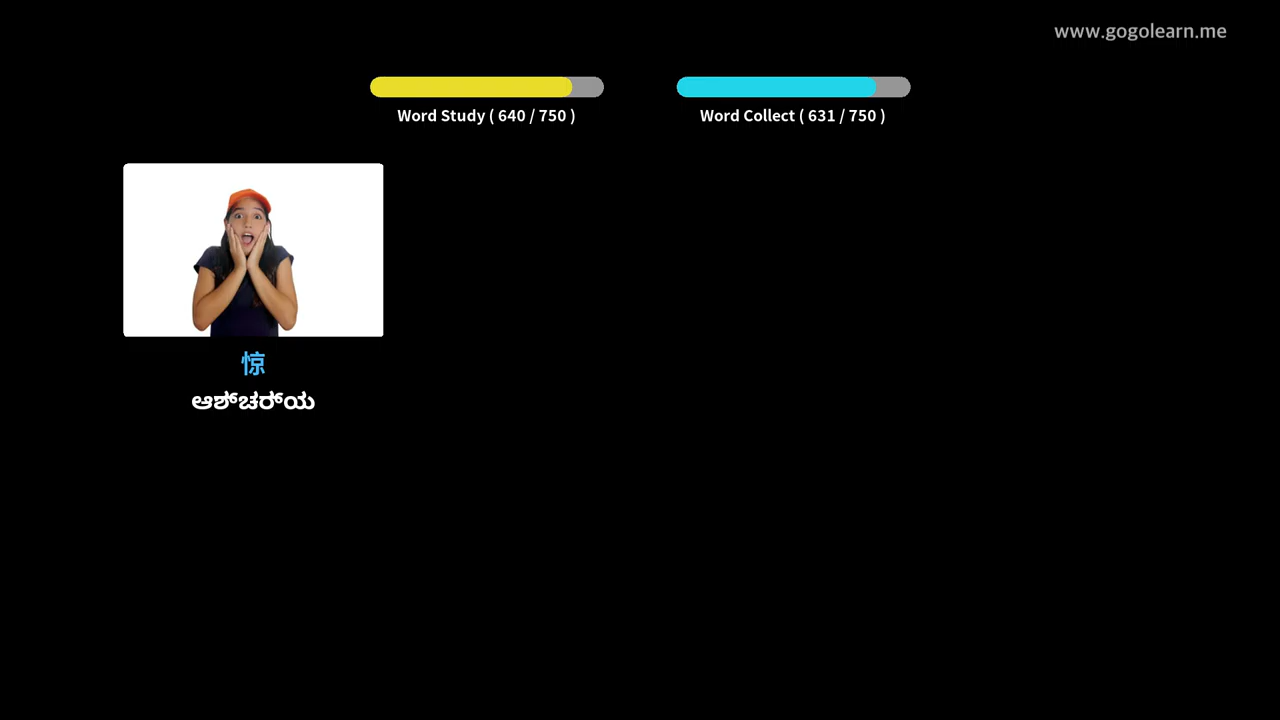 www.gogolearn.me
Word Study ( 640 / 750 )
Word Collect ( 631 / 750 )
惊
ಆಶ್‌ಚರ್‌ಯ